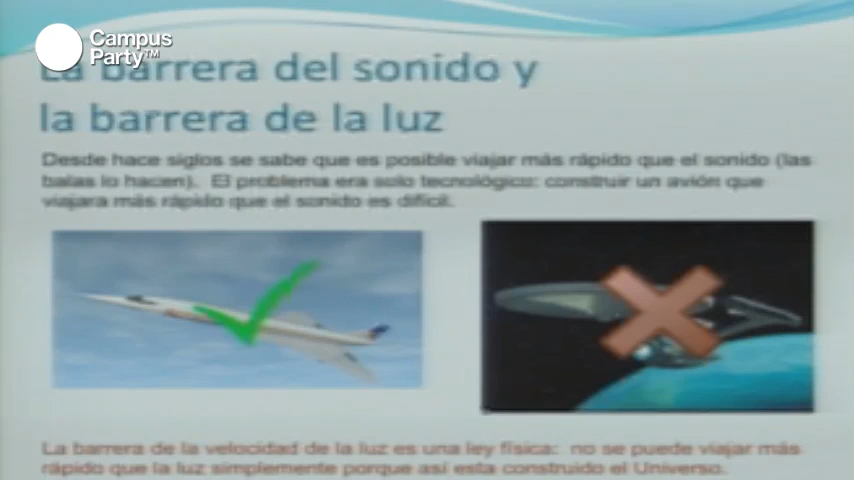 Campus
Party™
La barrera del sonido y
la barrera de la luz
Desde hace siglos se sabe que es posible viajar más rápido que el sonido (las
balas lo hacen). El problema era solo tecnológico: construir un avión que
viajara más rápido que el sonido es difícil.
La barrera de la velocidad de la luz es una ley física: no se puede viajar más
rápido que la luz simplemente porque así esta construido el Universo.